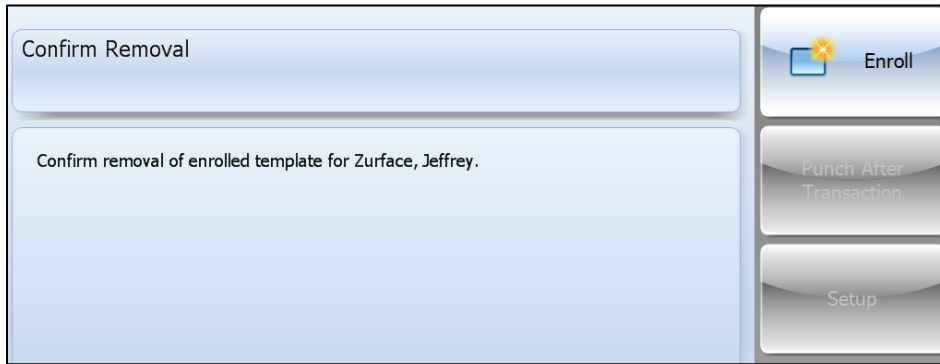 Confirm Removal
Enroll
Confirm removal of enrolled template for Zurface, Jeffrey.
Punch After
Transaction
Setup